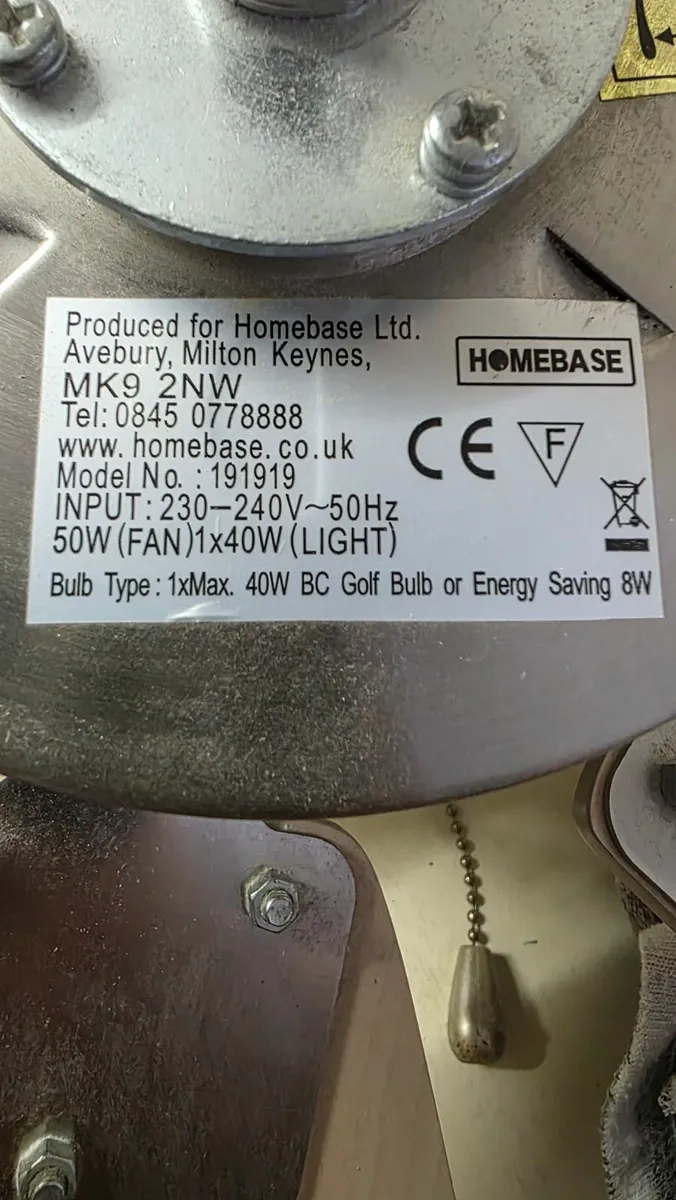 Produced for Homebase Ltd.
Avebury, Milton Keynes,
MK9 2NW
Tel: 0845 0778888
www. homebase. co.uk
Model No. : 191919
INPUT: 230–240V~50Hz
50W (FAN)1x40W (LIGHT)
Bulb Type : 1xMax. 40W BC Golf Bulb or Energy Saving 8W
HOMEBASE
CE
F